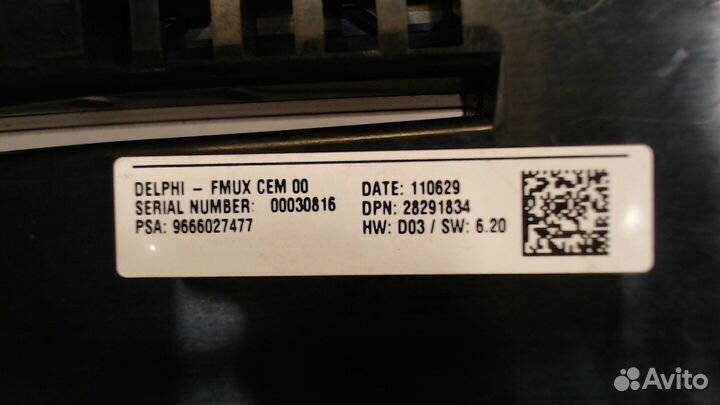 DELPHI - FMUX CEM 00
SERIAL NUMBER: 00030816
PSA: 9666027477
DATE: 110629
DPN: 28291834
HW: D03 / SW: 6.20
Avito